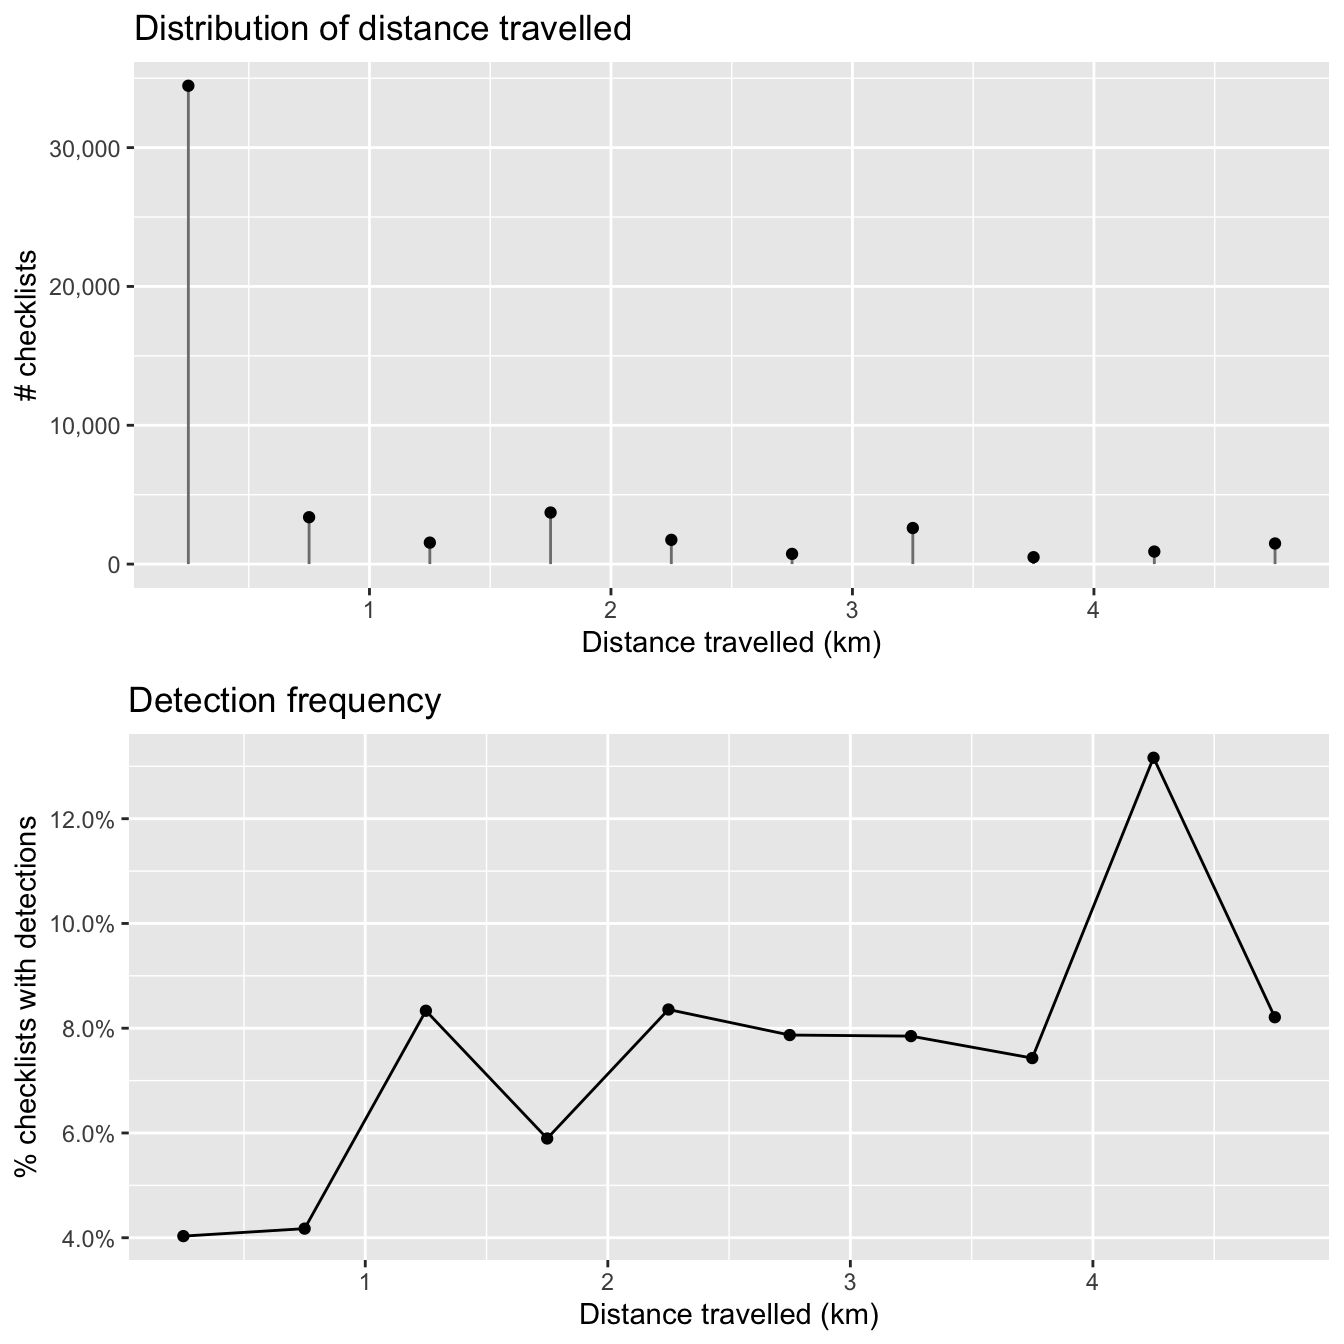 Distribution of distance travelled
# checklists
30,000
20,000
10,000
0
1 2 3 4
Distance travelled (km)
Detection frequency
% checklists with detections
12.0%
10.0%
8.0%
6.0%
4.0%
1 2 3 4
Distance travelled (km)